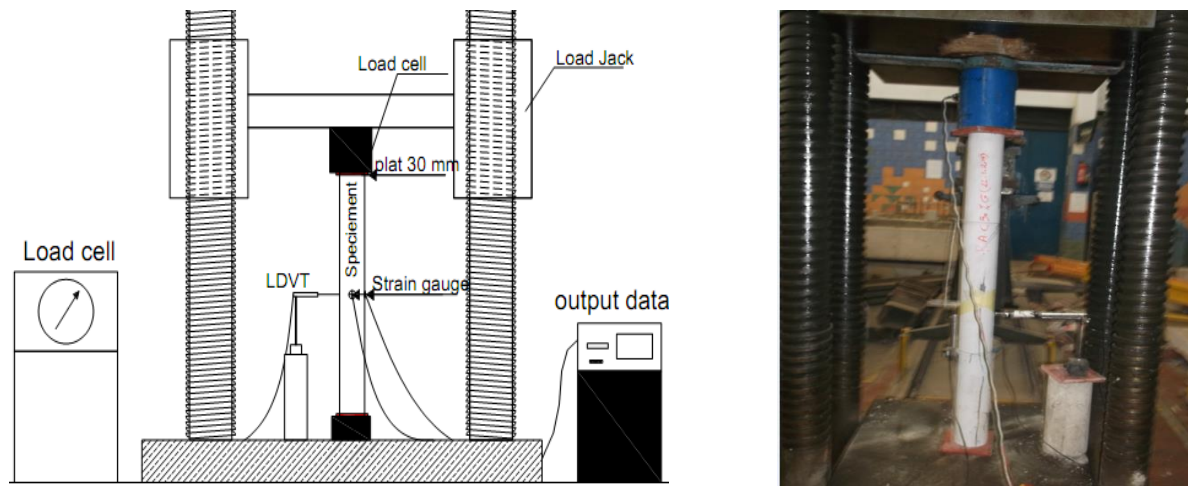 Load cell
Load Jack
plat 30 mm
Speciement
Load cell
LDVT
Strain gauge
output data